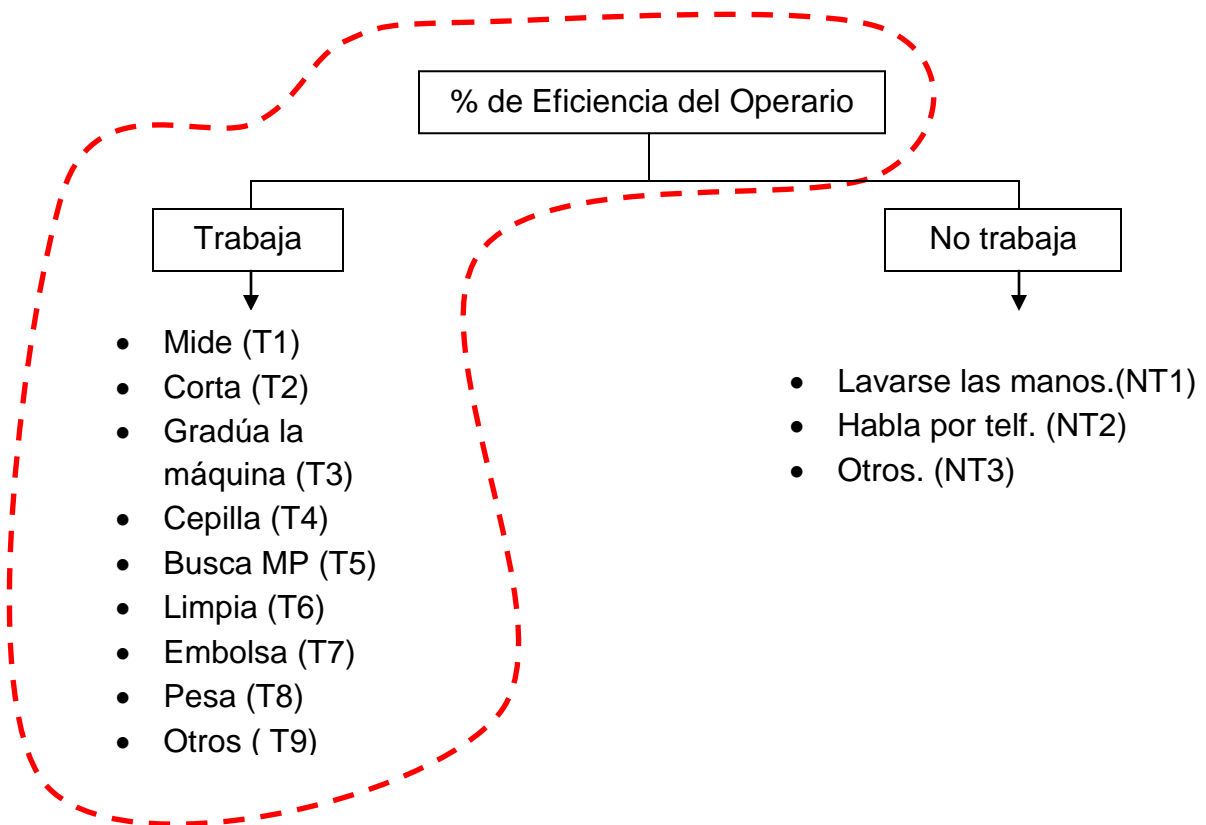 % de Eficiencia del Operario
Trabaja
No trabaja
• Mide (T1)
• Corta (T2)
• Gradúa la
máquina (T3)
• Cepilla (T4)
• Busca MP (T5)
• Limpia (T6)
• Embolsa (T7)
• Pesa (T8)
• Otros ( T9)
• Lavarse las manos.(NT1)
• Habla por telf. (NT2)
• Otros. (NT3)